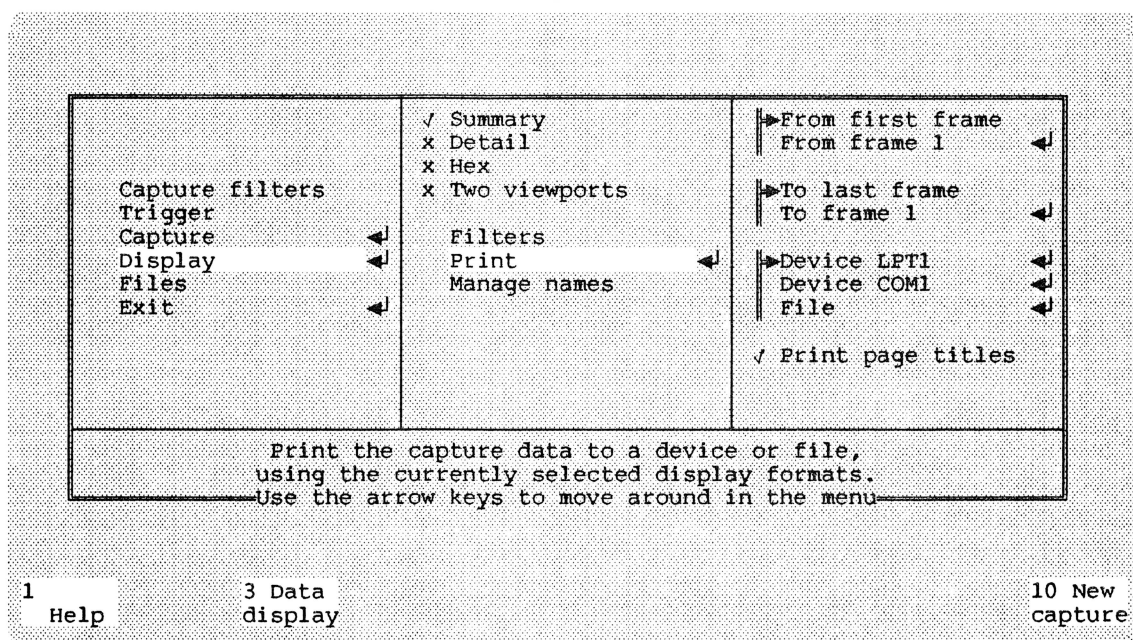 Capture filters
Trigger
Capture
Display
Files
Exit
√ Summary
x Detail
x Hex
x Two viewports
Filters
Print
Manage names
From first frame
From frame 1
To last frame
To frame 1
Device LPT1
Device COM1
File
√ Print page titles
Print the capture data to a device or file,
using the currently selected display formats.
Use the arrow keys to move around in the menu
1
Help
3 Data
display
10 New
capture